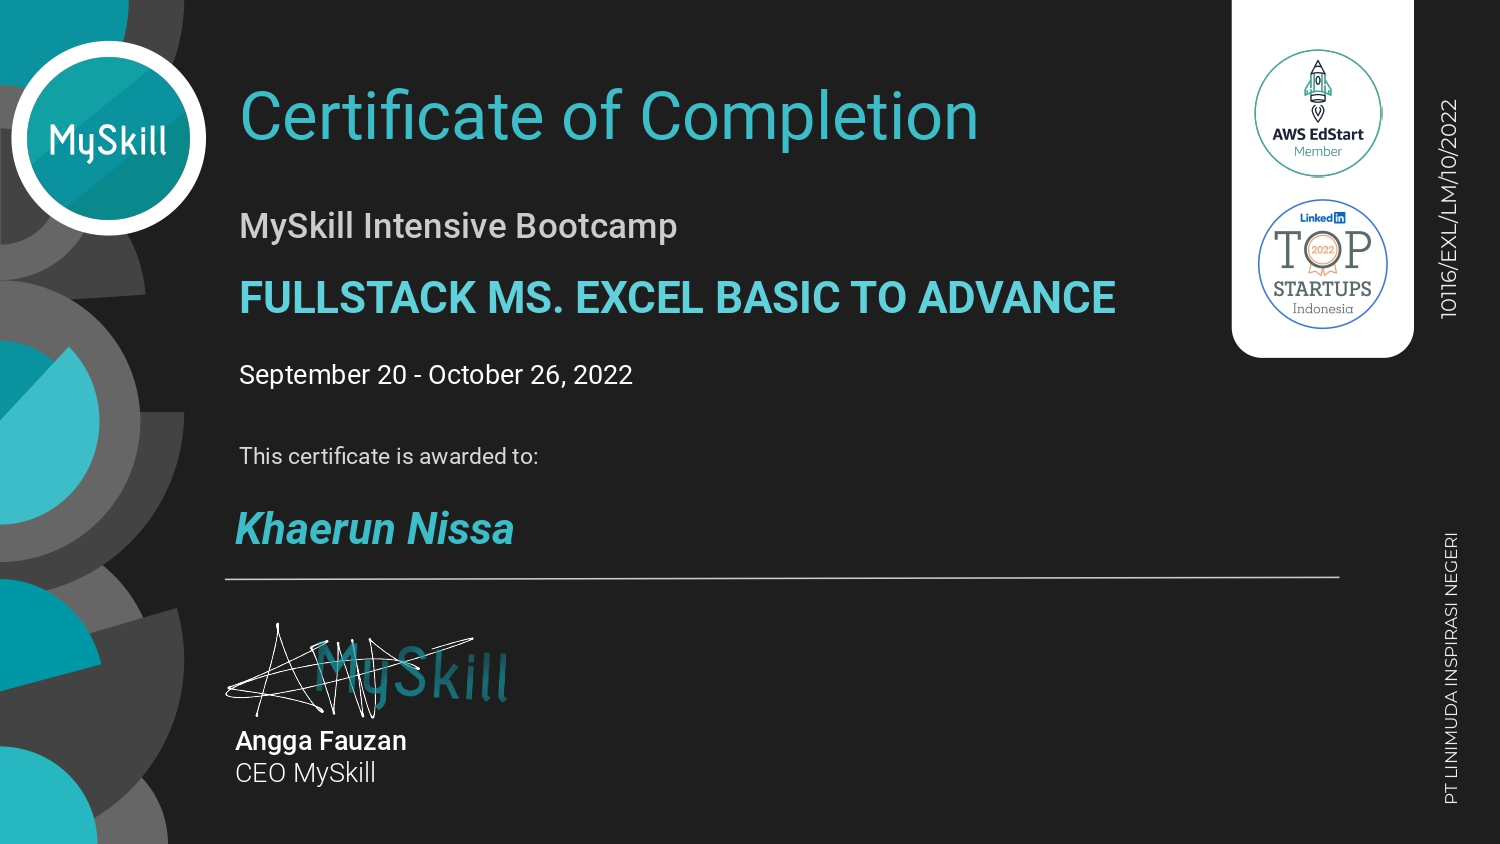 MySkill
Certificate of Completion
MySkill Intensive Bootcamp
FULLSTACK MS. EXCEL BASIC TO ADVANCE
September 20 - October 26, 2022
This certificate is awarded to:
Khaerun Nissa
MySkill
Angga Fauzan
CEO MySkill
AWS EdStart
Member
Linked in
TOP
2022
STARTUPS
Indonesia
10116/EXL/LM/10/2022
PT LINIMUDA INSPIRASI NEGERI